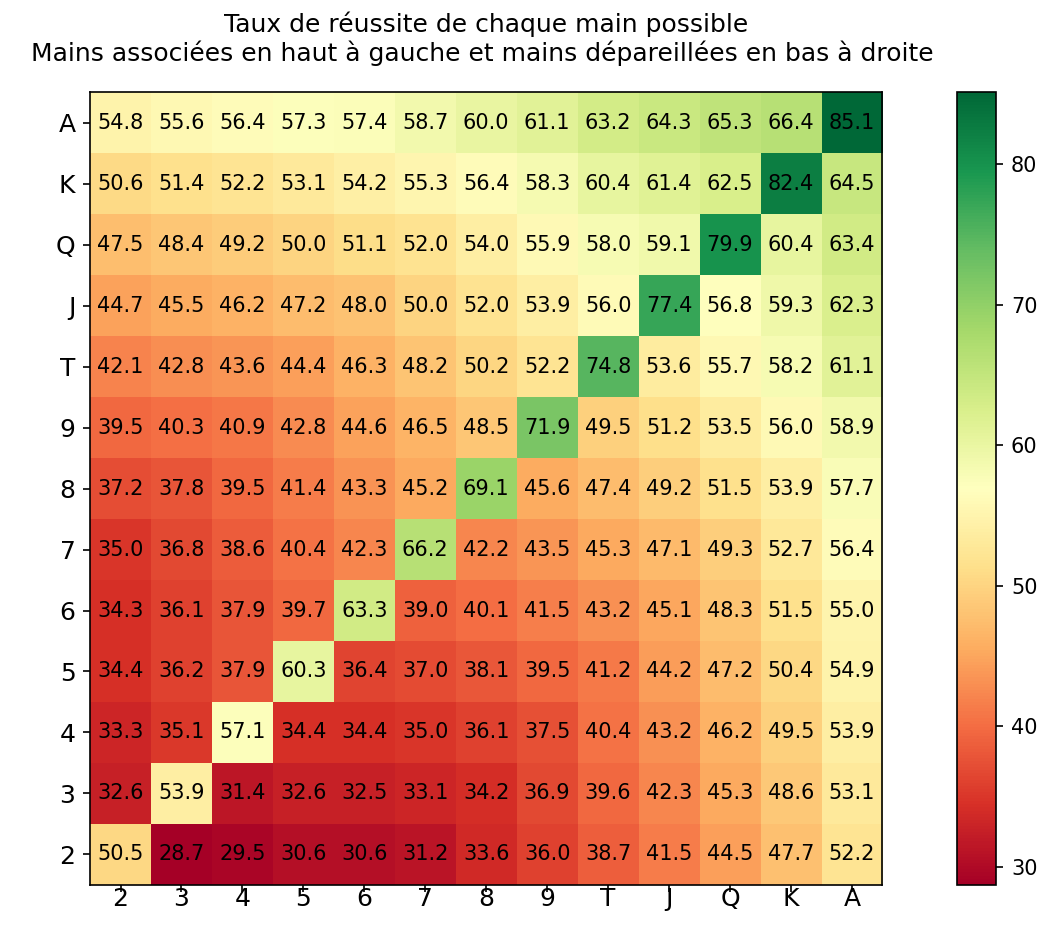 Taux de réussite de chaque main possible
Mains associées en haut à gauche et mains dépareillées en bas à droite
A 54.8 55.6 56.4 57.3 57.4 58.7 60.0 61.1 63.2 64.3 65.3 66.4 85.1
K 50.6 51.4 52.2 53.1 54.2 55.3 56.4 58.3 60.4 61.4 62.5 82.4 64.5
Q 47.5 48.4 49.2 50.0 51.1 52.0 54.0 55.9 58.0 59.1 79.9 60.4 63.4
J 44.7 45.5 46.2 47.2 48.0 50.0 52.0 53.9 56.0 77.4 56.8 59.3 62.3
T 42.1 42.8 43.6 44.4 46.3 48.2 50.2 52.2 74.8 53.6 55.7 58.2 61.1
9 39.5 40.3 40.9 42.8 44.6 46.5 48.5 71.9 49.5 51.2 53.5 56.0 58.9
8 37.2 37.8 39.5 41.4 43.3 45.2 69.1 45.6 47.4 49.2 51.5 53.9 57.7
7 35.0 36.8 38.6 40.4 42.3 66.2 42.2 43.5 45.3 47.1 49.3 52.7 56.4
6 34.3 36.1 37.9 39.7 63.3 39.0 40.1 41.5 43.2 45.1 48.3 51.5 55.0
5 34.4 36.2 37.9 60.3 36.4 37.0 38.1 39.5 41.2 44.2 47.2 50.4 54.9
4 33.3 35.1 57.1 34.4 34.4 35.0 36.1 37.5 40.4 43.2 46.2 49.5 53.9
3 32.6 53.9 31.4 32.6 32.5 33.1 34.2 36.9 39.6 42.3 45.3 48.6 53.1
2 50.5 28.7 29.5 30.6 30.6 31.2 33.6 36.0 38.7 41.5 44.5 47.7 52.2
2 3 4 5 6 7 8 9 T J Q K A
80
70
60
50
40
30